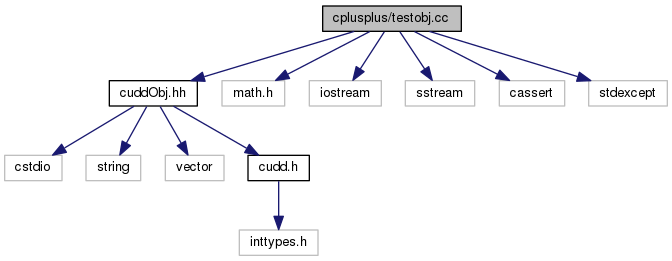 cplusplus/testobj.cc
cuddObj.hh
math.h
iostream
sstream
cassert
stdexcept
cstdio
string
vector
cudd.h
inttypes.h